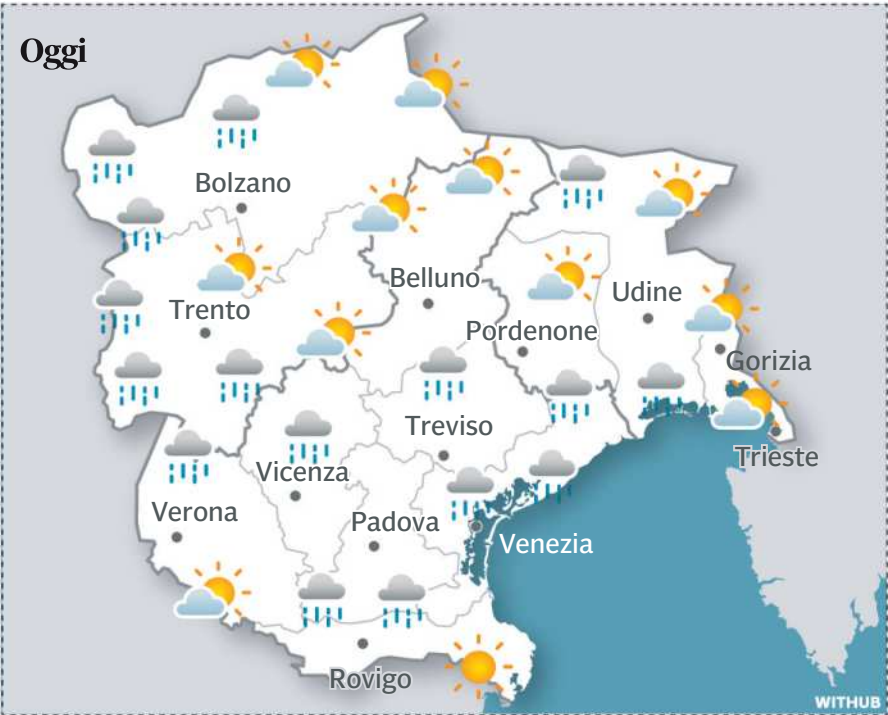 Oggi
Bolzano
Belluno
Udine
Trento
Pordenone
Gorizia
Treviso
Trieste
Vicenza
Verona
Padova
Venezia
Rovigo
WITHUB